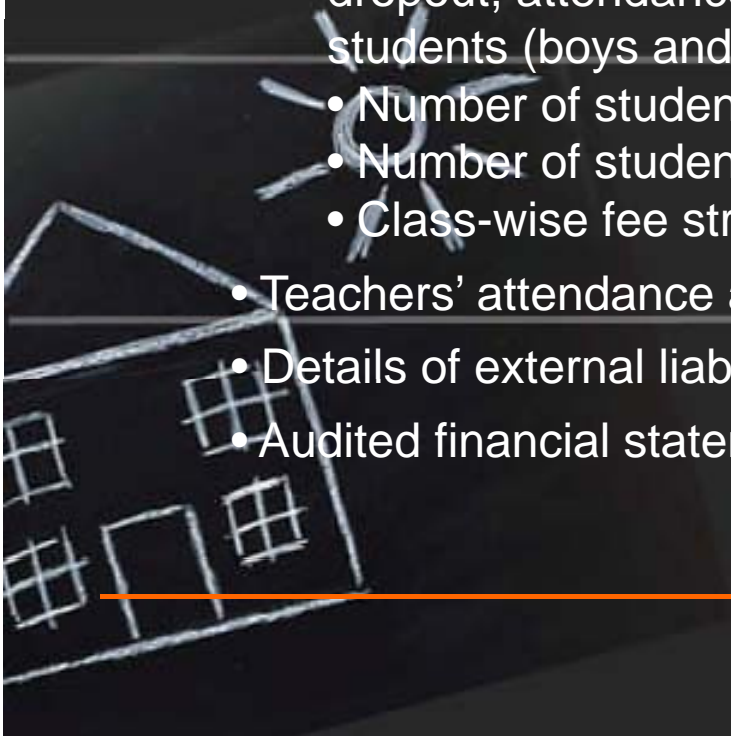 students (boys and
• Number of studen
• Number of studen
• Class-wise fee str
• Teachers’ attendance
• Details of external liab
• Audited financial state